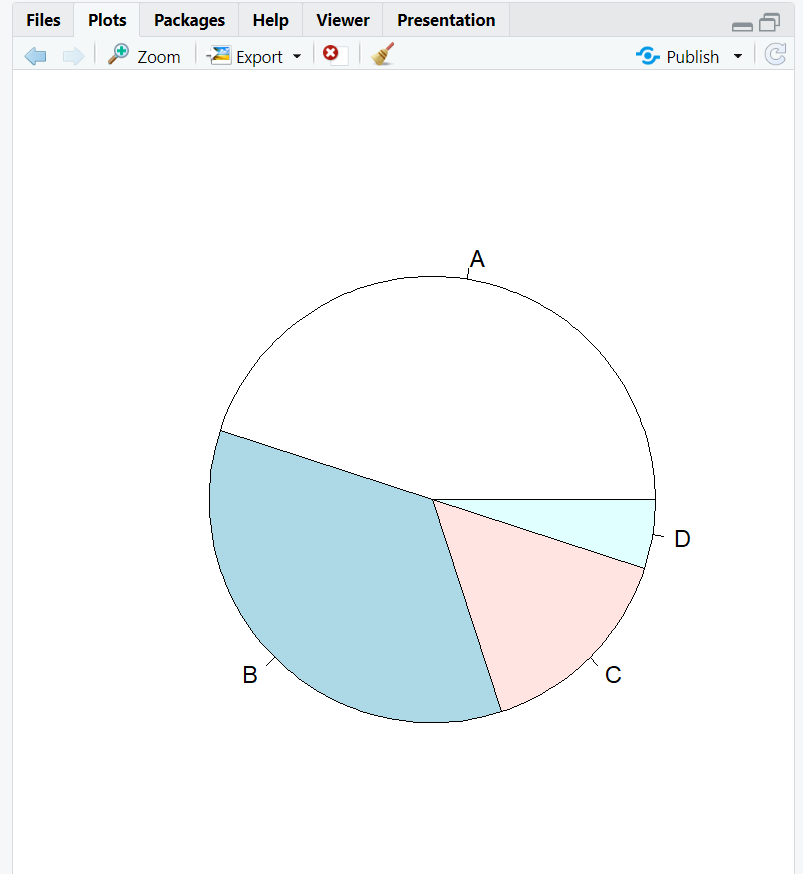 Files Plots Packages Help Viewer Presentation
Zoom Export Publish
A
D
B C